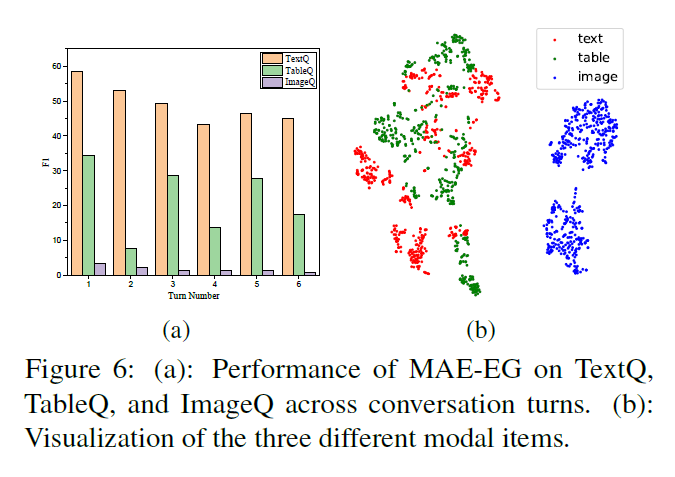 TextQ
TableQ
ImageQ
F1
60
50
40
30
20
10
0
1 2 3 4 5 6
Turn Number
text
table
image
(a) (b)
Figure 6: (a): Performance of MAE-EG on TextQ,
TableQ, and ImageQ across conversation turns. (b):
Visualization of the three different modal items.